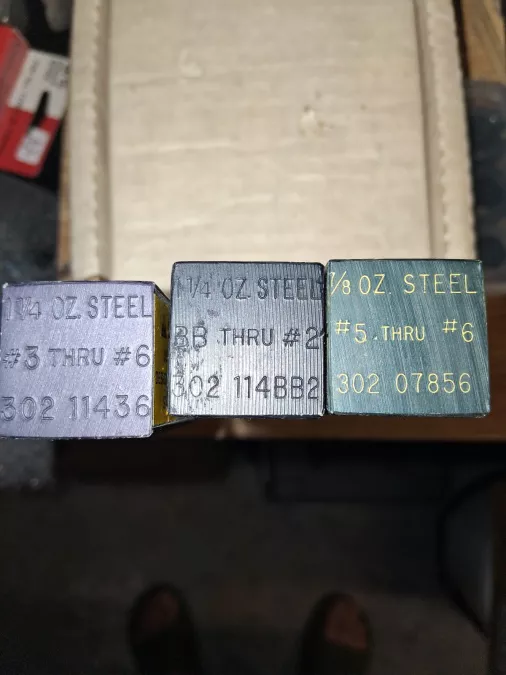 1 1/4 OZ. STEEL
#3 THRU #6
302 11436
1 1/4 OZ. STEEL
BB THRU #2
302 114BB2
7/8 OZ. STEEL
#5 . THRU #6
302 07856